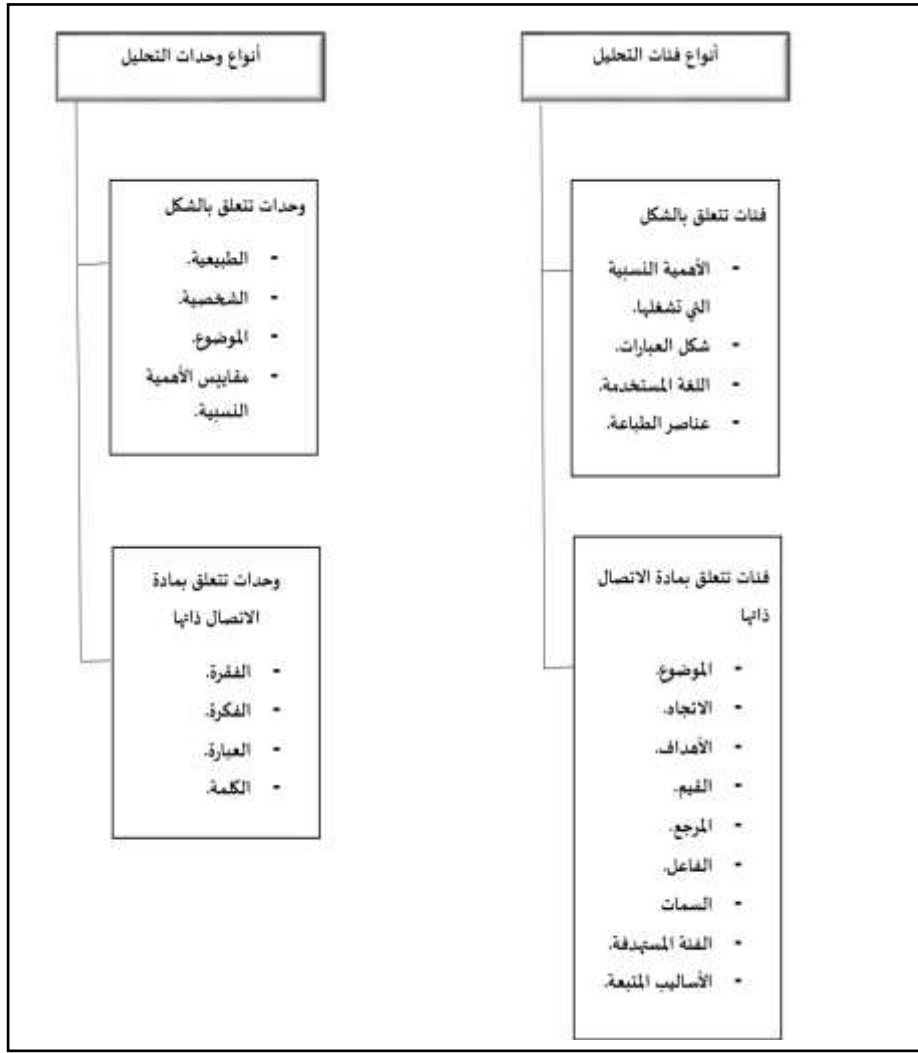 أنواع فئات التحليل
فئات تتعلق بالشكل
- الأهمية النسبية
التي تشغلها.
- شكل العبارات.
- اللغة المستخدمة.
- عناصر الطباعة.
فئات تتعلق بمادة الاتصال
ذاتها
- الموضوع.
- الاتجاه.
- الأهداف.
- القيم.
- المرجع.
- الفاعل.
- السمات
- الفئة المستهدفة.
- الأساليب المتبعة.
أنواع وحدات التحليل
وحدات تتعلق بالشكل
- الطبيعية.
- الشخصية.
- الموضوع.
- مقاييس الأهمية
النسبية.
وحدات تتعلق بمادة
الاتصال ذاتها
- الفقرة.
- الفكرة.
- العبارة.
- الكلمة.